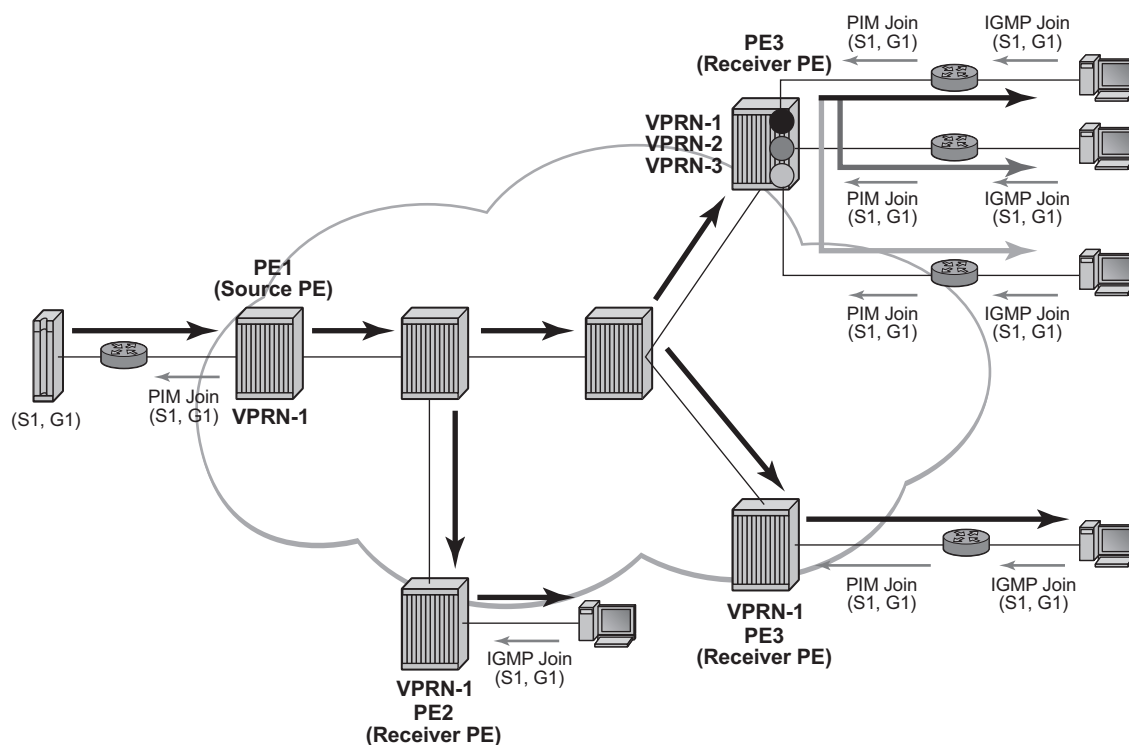 PIM Join
(S1, G1)
IGMP Join
(S1, G1)
PE3
(Receiver PE)
VPRN-1
VPRN-2
VPRN-3
PIM Join
(S1, G1)
IGMP Join
(S1, G1)
PE1
(Source PE)
PIM Join
(S1, G1)
IGMP Join
(S1, G1)
(S1, G1)
PIM Join
(S1, G1)
VPRN-1
PIM Join
(S1, G1)
IGMP Join
(S1, G1)
VPRN-1
PE3
(Receiver PE)
IGMP Join
(S1, G1)
VPRN-1
PE2
(Receiver PE)